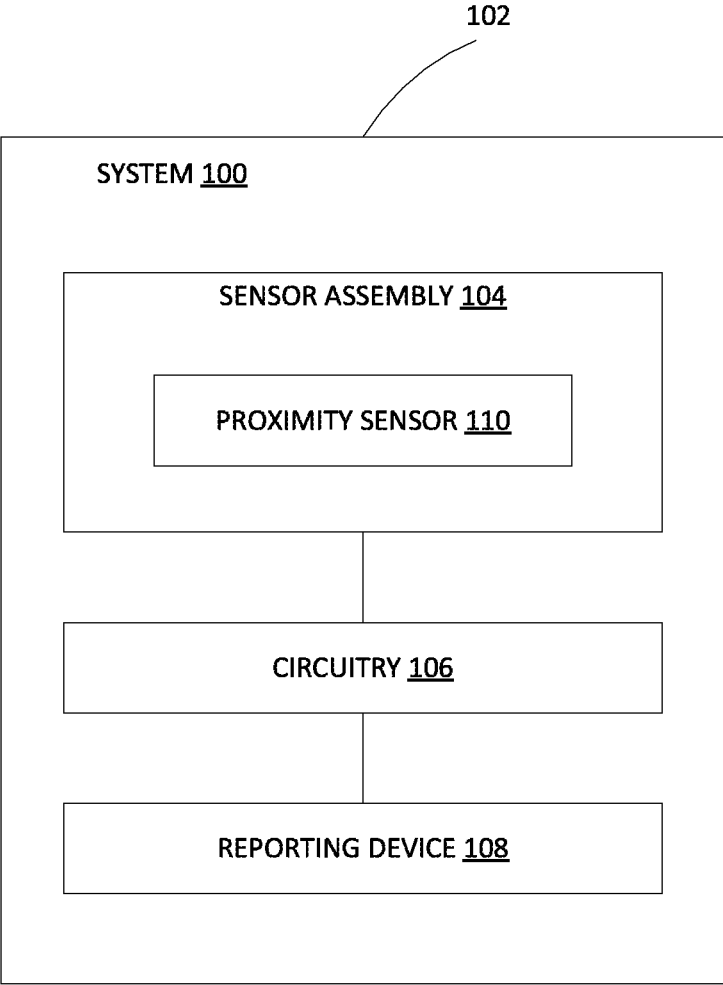 102
SYSTEM 100
SENSOR ASSEMBLY 104
PROXIMITY SENSOR 110
CIRCUITRY 106
REPORTING DEVICE 108